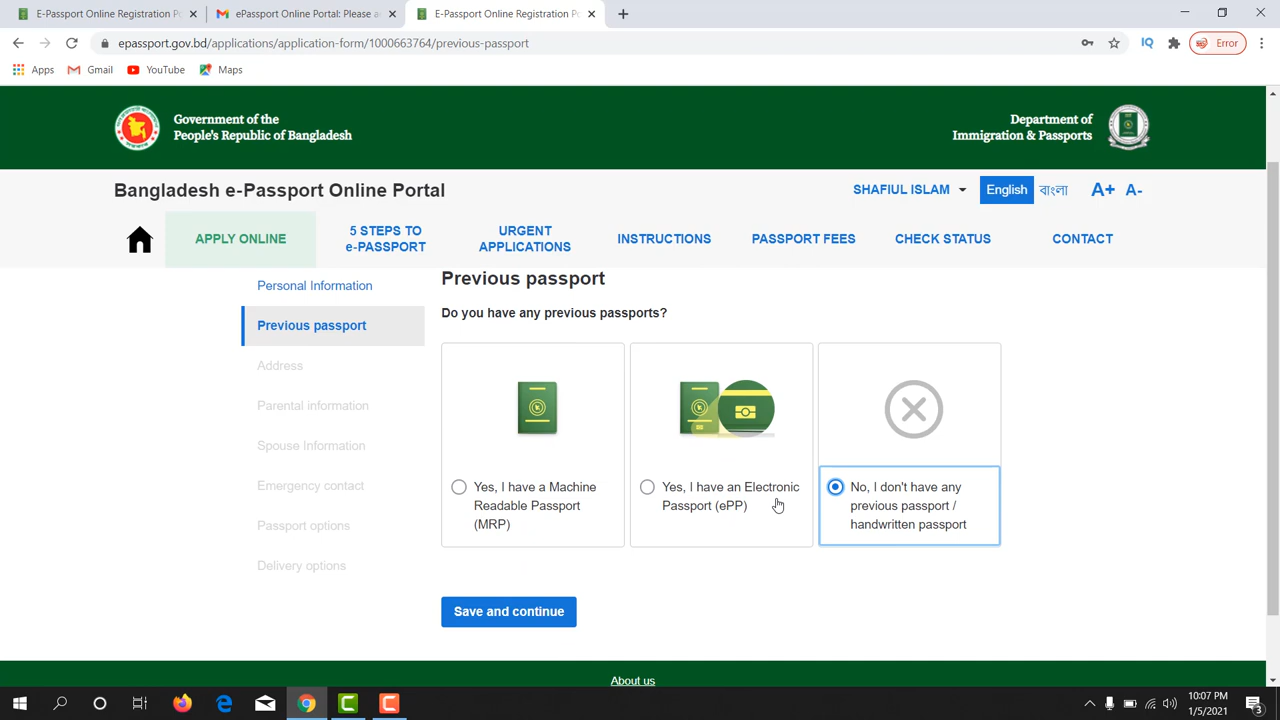 E-Passport Online Registration Po
ePassport Online Portal: Please a
E-Passport Online Registration Po
epassport.gov.bd/applications/application-form/1000663764/previous-passport
IQ
Error
Apps
Gmail
YouTube
Maps
Government of the
People's Republic of Bangladesh
Department of
Immigration & Passports
Bangladesh e-Passport Online Portal
SHAFIUL ISLAM
English
বাংলা
A+
A-
APPLY ONLINE
5 STEPS TO
e-PASSPORT
URGENT
APPLICATIONS
INSTRUCTIONS
PASSPORT FEES
CHECK STATUS
CONTACT
Personal Information
Previous passport
Address
Parental information
Spouse Information
Emergency contact
Passport options
Delivery options
Previous passport
Do you have any previous passports?
Yes, I have a Machine
Readable Passport
(MRP)
Yes, I have an Electronic
Passport (ePP)
No, I don't have any
previous passport /
handwritten passport
Save and continue
About us
10:07 PM
1/5/2021
3